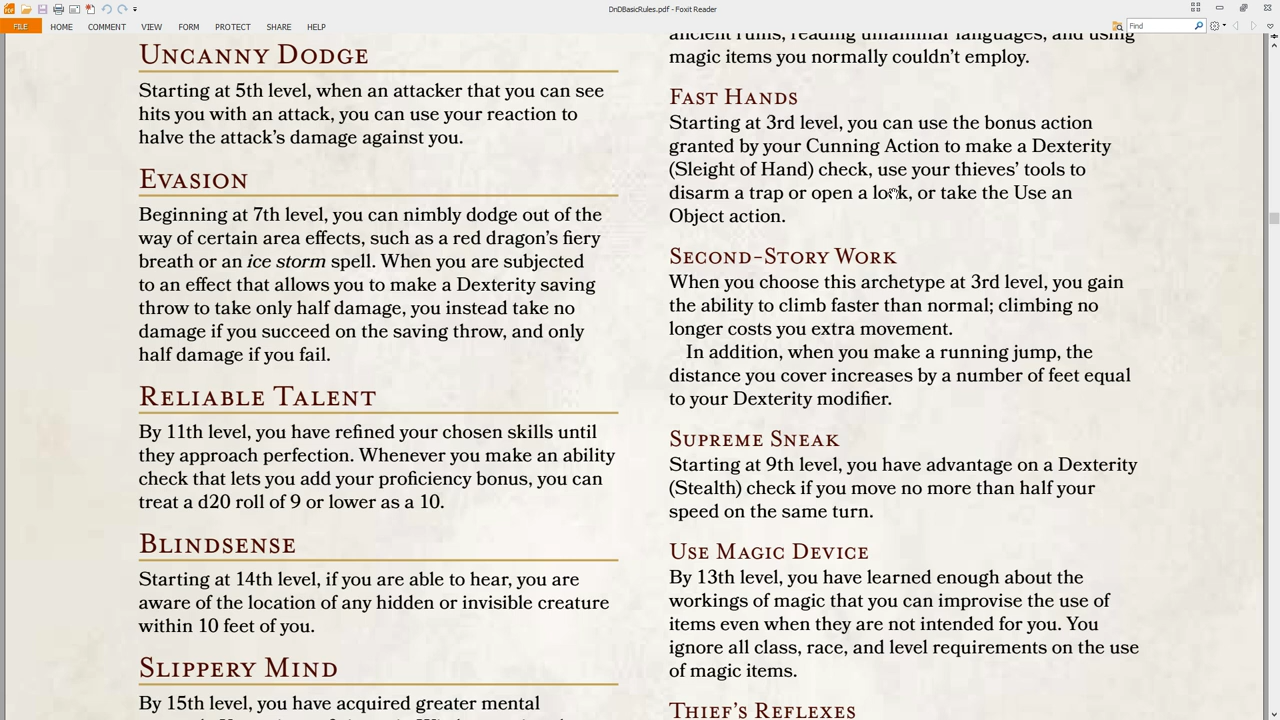 DnDBasicRules.pdf - Foxit Reader
FILE HOME COMMENT VIEW FORM PROTECT SHARE HELP
Find
UNCANNY DODGE
Starting at 5th level, when an attacker that you can see
hits you with an attack, you can use your reaction to
halve the attack's damage against you.
EVASION
Beginning at 7th level, you can nimbly dodge out of the
way of certain area effects, such as a red dragon's fiery
breath or an ice storm spell. When you are subjected
to an effect that allows you to make a Dexterity saving
throw to take only half damage, you instead take no
damage if you succeed on the saving throw, and only
half damage if you fail.
RELIABLE TALENT
By 11th level, you have refined your chosen skills until
they approach perfection. Whenever you make an ability
check that lets you add your proficiency bonus, you can
treat a d20 roll of 9 or lower as a 10.
BLINDSENSE
Starting at 14th level, if you are able to hear, you are
aware of the location of any hidden or invisible creature
within 10 feet of you.
SLIPPERY MIND
By 15th level, you have acquired greater mental
ancient ruins, reading unfamiliar languages, and using
magic items you normally couldn't employ.
FAST HANDS
Starting at 3rd level, you can use the bonus action
granted by your Cunning Action to make a Dexterity
(Sleight of Hand) check, use your thieves' tools to
disarm a trap or open a lock, or take the Use an
Object action.
SECOND-STORY WORK
When you choose this archetype at 3rd level, you gain
the ability to climb faster than normal; climbing no
longer costs you extra movement.
In addition, when you make a running jump, the
distance you cover increases by a number of feet equal
to your Dexterity modifier.
SUPREME SNEAK
Starting at 9th level, you have advantage on a Dexterity
(Stealth) check if you move no more than half your
speed on the same turn.
USE MAGIC DEVICE
By 13th level, you have learned enough about the
workings of magic that you can improvise the use of
items even when they are not intended for you. You
ignore all class, race, and level requirements on the use
of magic items.
THIEF'S REFLEXES